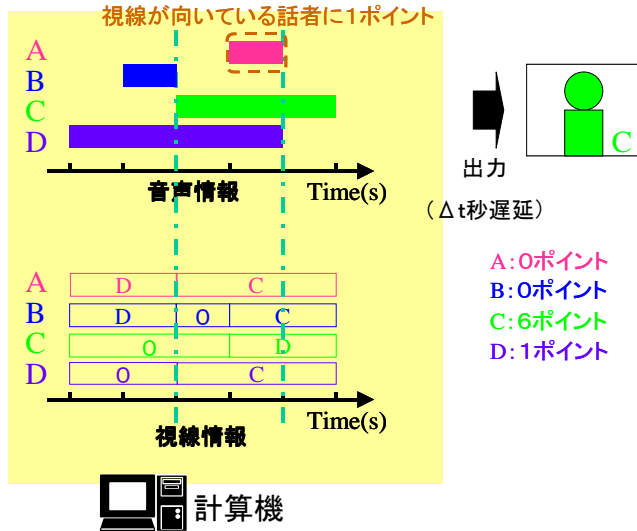 視線が向いている話者に1ポイント
A
B
C
D
音声情報
Time(s)
出力
(Δt秒遅延)
C
A
D
C
B
D
O
C
C
O
D
D
O
C
視線情報
Time(s)
A:0ポイント
B:0ポイント
C:6ポイント
D:1ポイント
計算機